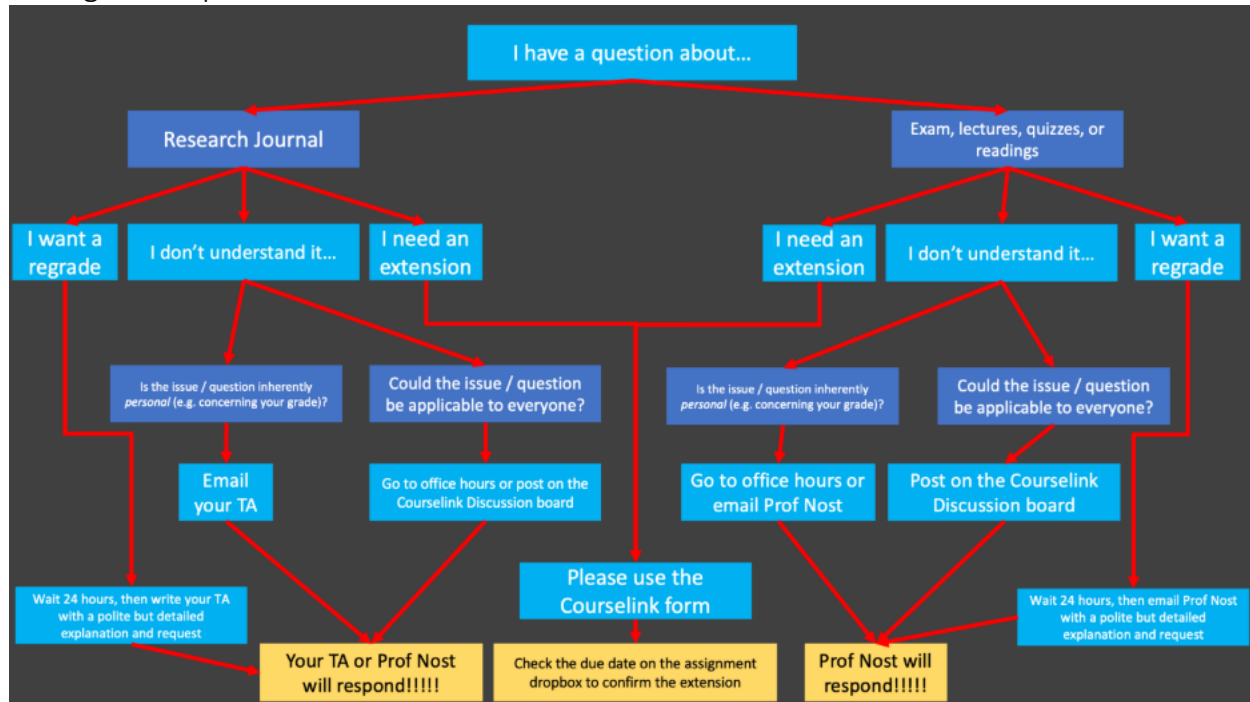 I have a question about...
Research Journal
Exam, lectures, quizzes, or
readings
I want a
regrade
I don't understand it...
I need an
extension
I need an
extension
I don't understand it...
I want a
regrade
Is the issue / question inherently
personal (e.g. concerning your grade)?
Could the issue / question
be applicable to everyone?
Is the issue / question inherently
personal (e.g. concerning your grade)?
Could the issue / question
be applicable to everyone?
Email
your TA
Go to office hours or post on the
Courselink Discussion board
Go to office hours or
email Prof Nost
Post on the Courselink
Discussion board
Wait 24 hours, then write your TA
with a polite but detailed
explanation and request
Please use the
Courselink form
Wait 24 hours, then email Prof Nost
with a polite but detailed
explanation and request
Your TA or Prof Nost
will respond!!!!!
Check the due date on the assignment
dropbox to confirm the extension
Prof Nost will
respond!!!!!